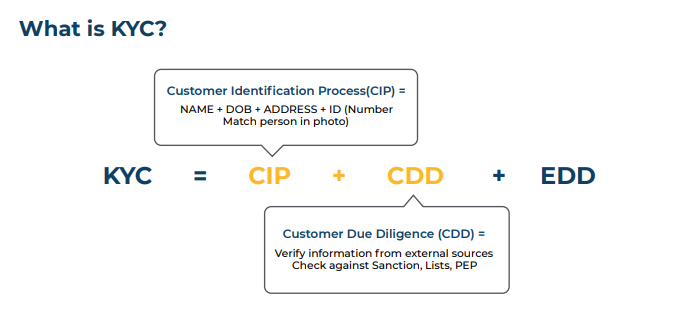 What is KYC?
Customer Identification Process(CIP) =
NAME + DOB + ADDRESS + ID (Number
Match person in photo)
KYC = CIP + CDD + EDD
Customer Due Diligence (CDD) =
Verify information from external sources
Check against Sanction, Lists, PEP